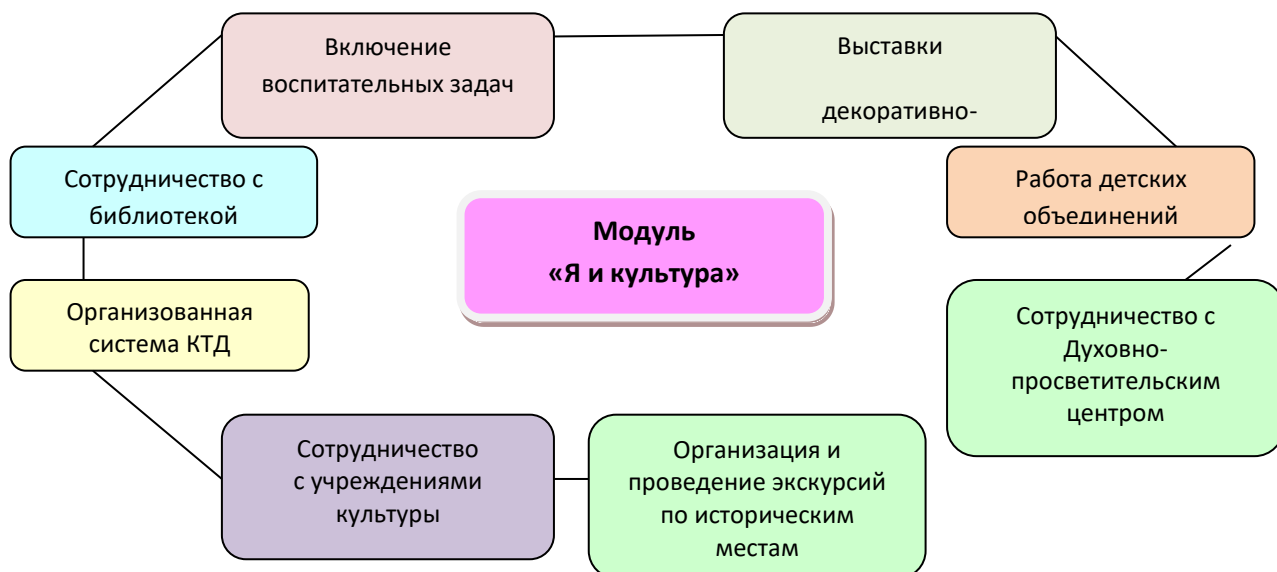 Включение
воспитательных задач
Выставки
декоративно-
Сотрудничество с
библиотекой
Работа детских
объединений
Модуль
«Я и культура»
Организованная
система КТД
Сотрудничество с
Духовно-
просветительским
центром
Сотрудничество
с учреждениями
культуры
Организация и
проведение экскурсий
по историческим
местам